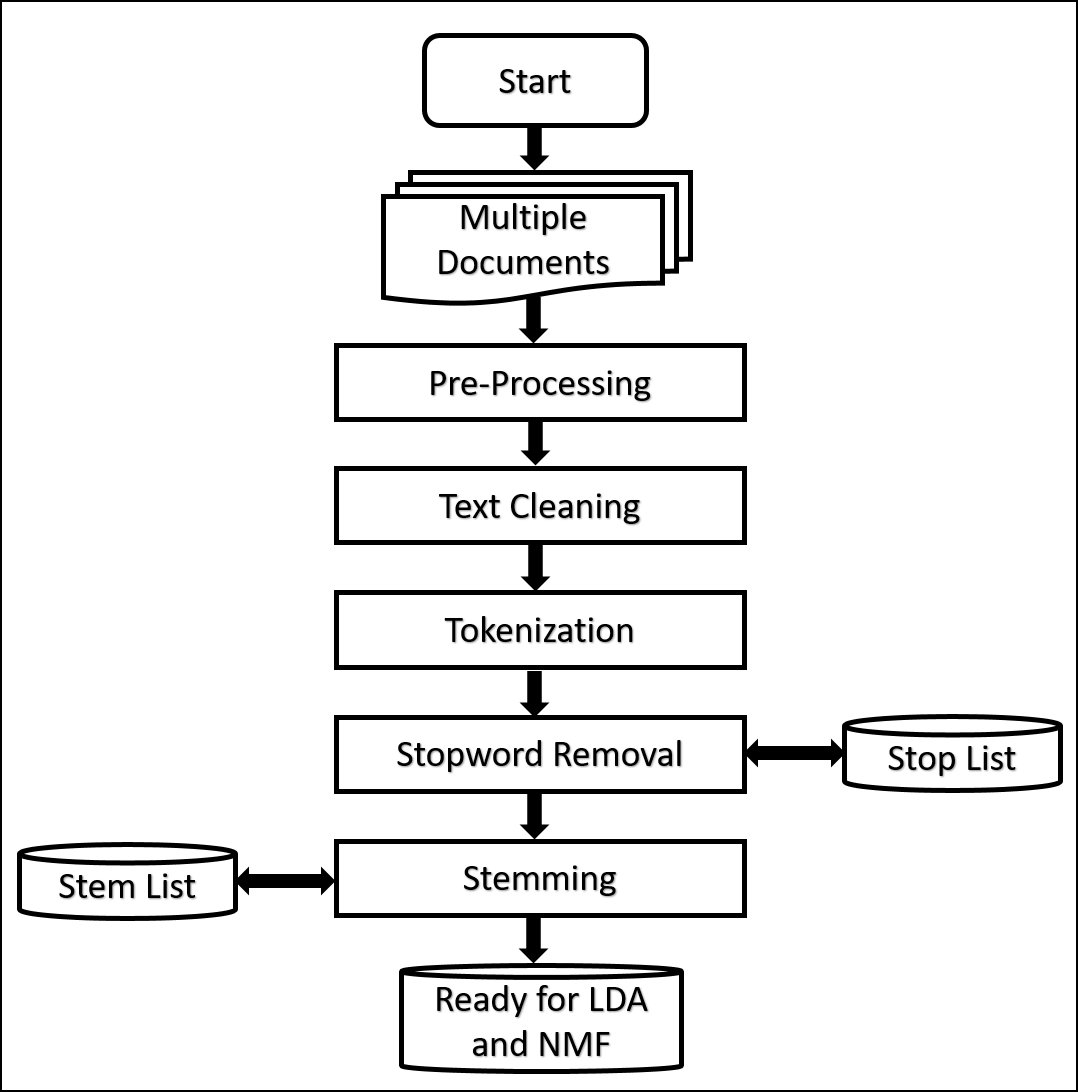 Start
Multiple
Documents
Pre-Processing
Text Cleaning
Tokenization
Stopword Removal
Stop List
Stem List
Stemming
Ready for LDA
and NMF